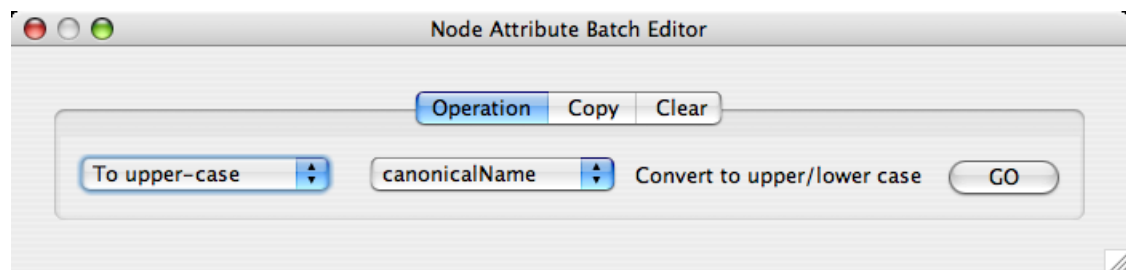 Node Attribute Batch Editor
Operation Copy Clear
To upper-case canonicalName Convert to upper/lower case GO